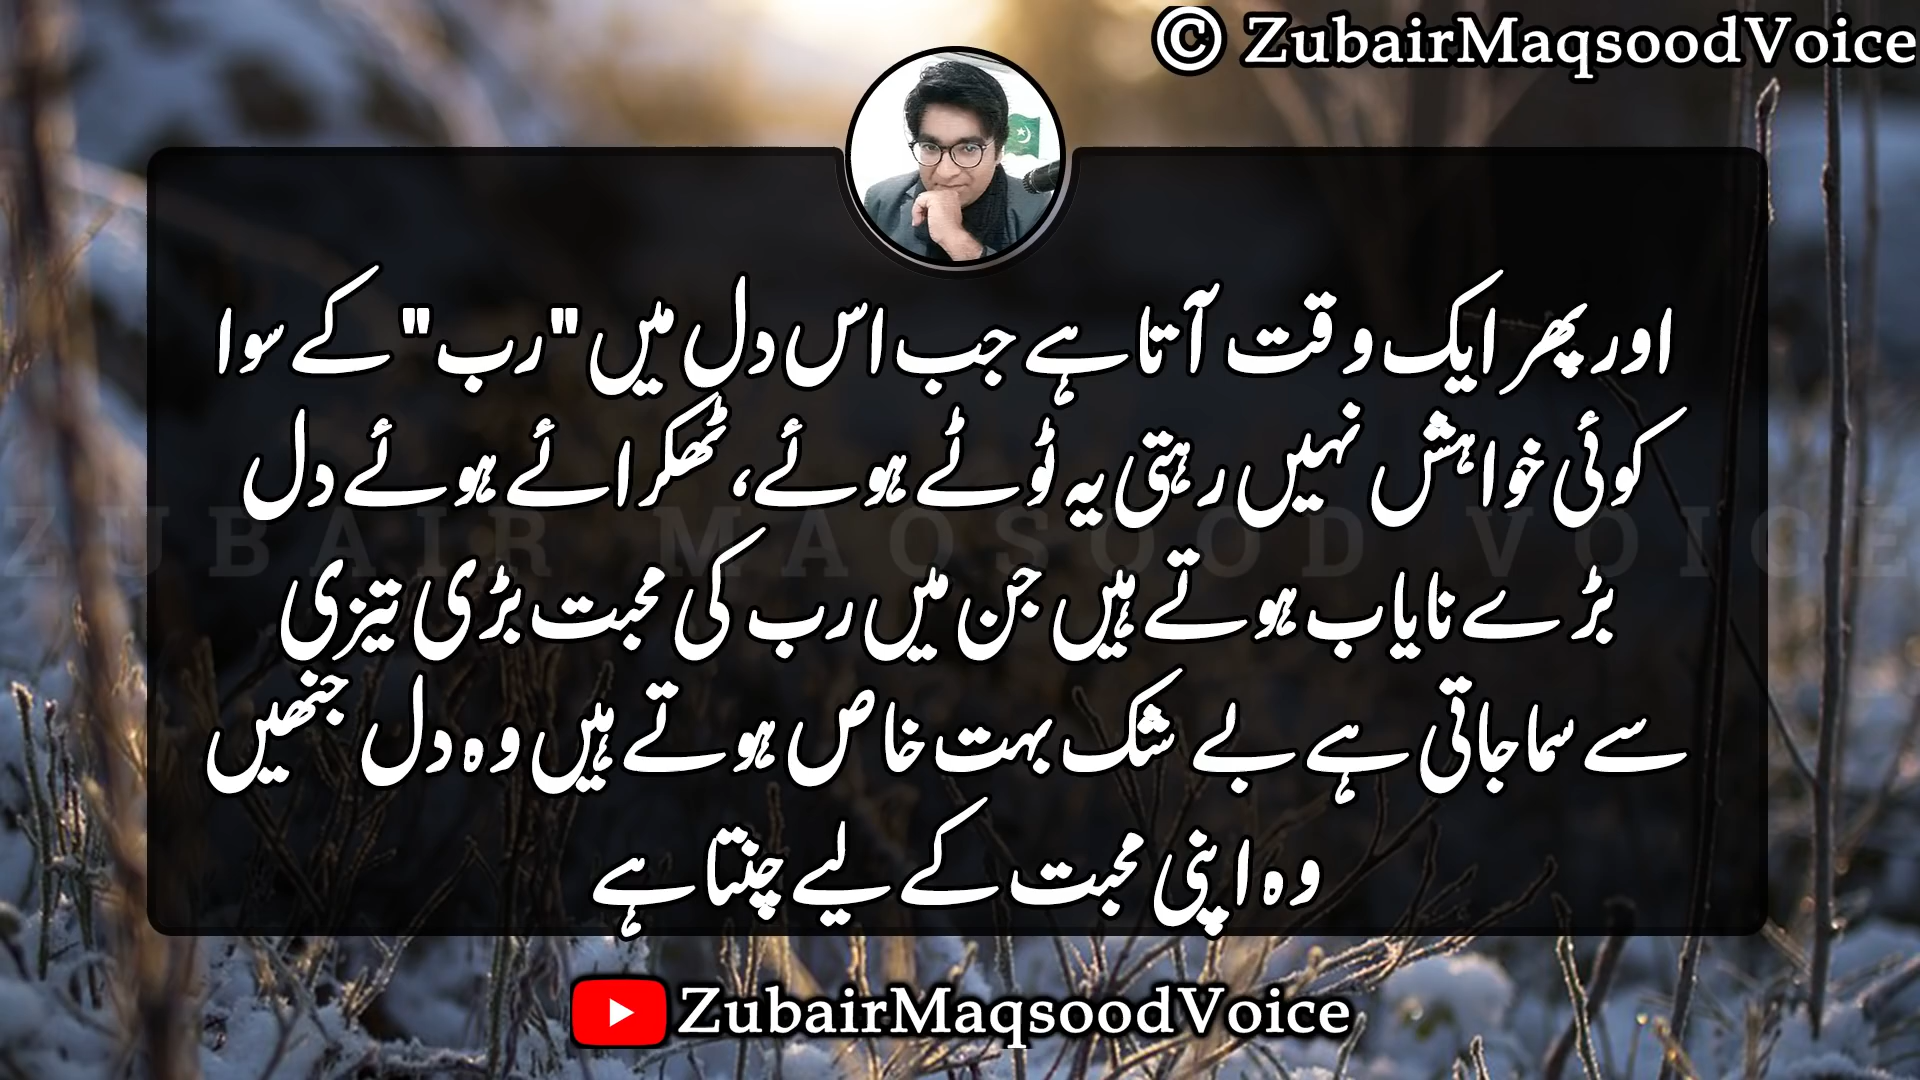 © ZubairMaqsoodVoice
اور پھر ایک وقت آتا ہے جب اس دل میں "رب" کے سوا
کوئی خواہش نہیں رہتی یہ ٹوٹے ہوئے، ٹھکرائے ہوئے دل
ZUBAIR MAQSOOD VOICE
بڑے نایاب ہوتے ہیں جن میں رب کی محبت بڑی تیزی
سے سما جاتی ہے بے شک بہت خاص ہوتے ہیں وہ دل جنھیں
وہ اپنی محبت کے لیے چنتا ہے
ZubairMaqsoodVoice